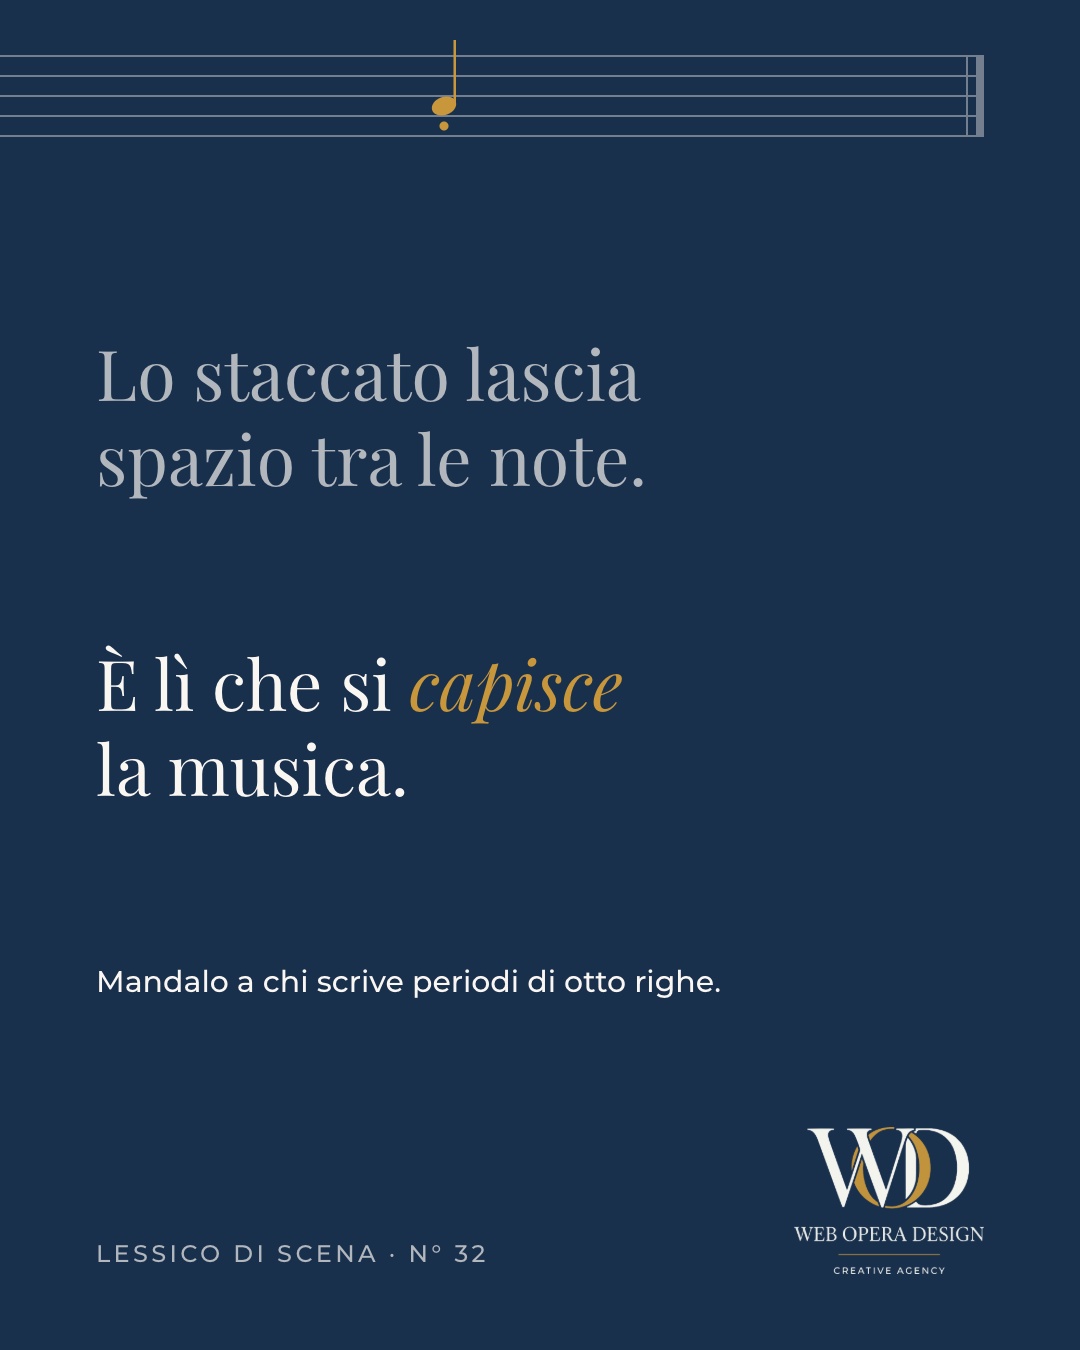 Lo staccato lascia
spazio tra le note.
È lì che si capisce
la musica.
Mandalo a chi scrive periodi di otto righe.
WOD
WEB OPERA DESIGN
CREATIVE AGENCY
LESSICO DI SCENA · N° 32